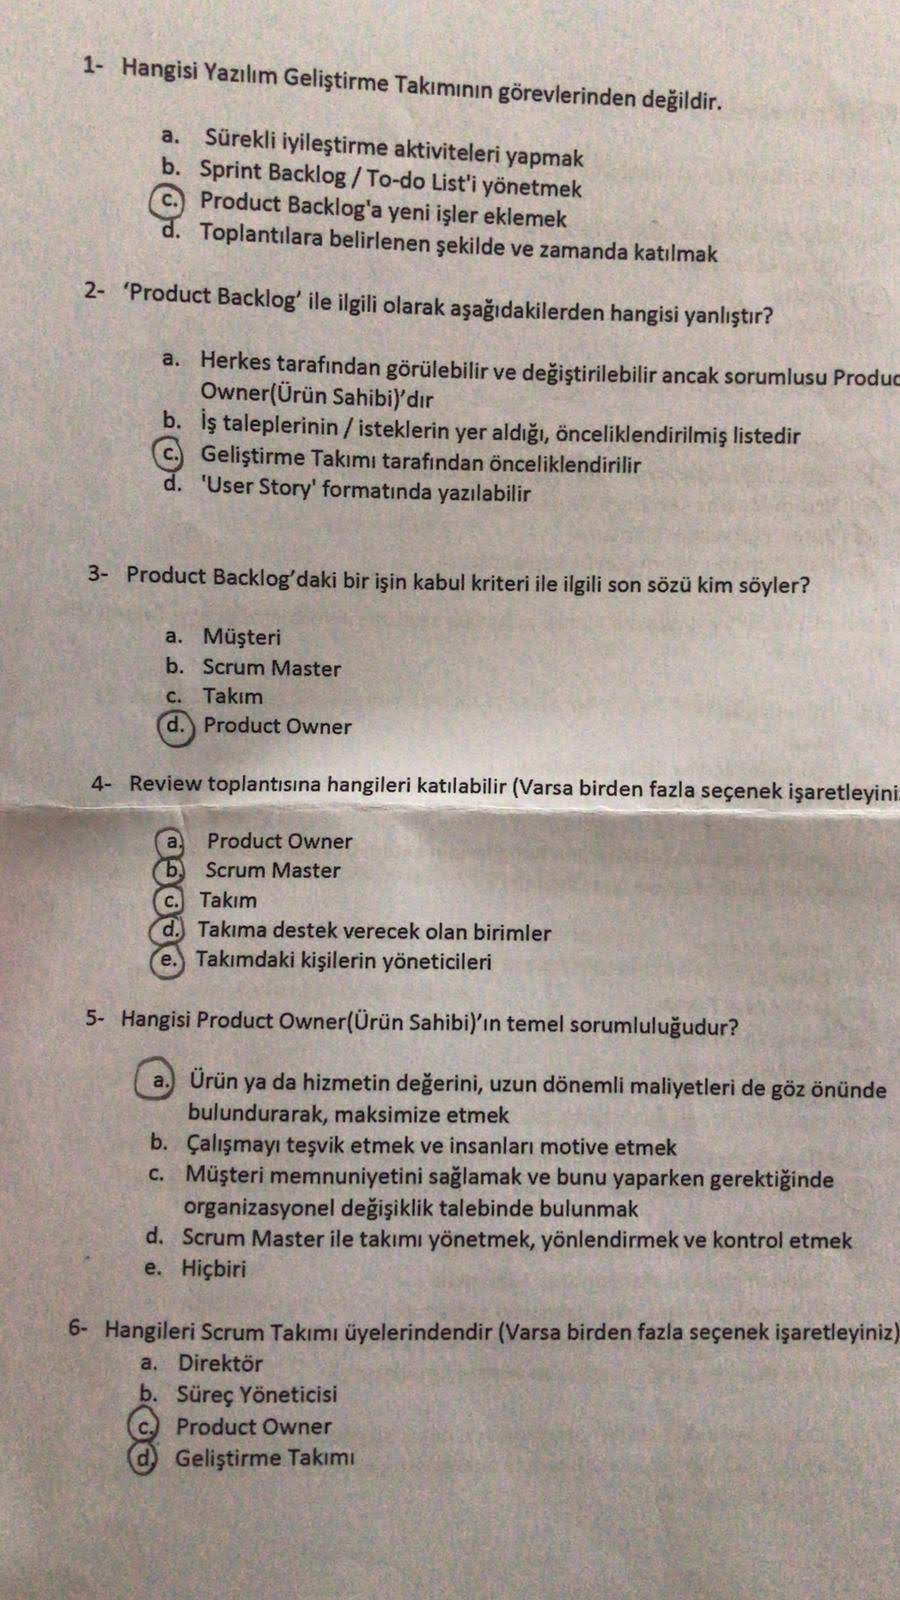 1- Hangisi Yazılım Geliştirme Takımının görevlerinden değildir.
a. Sürekli iyileştirme aktiviteleri yapmak
b. Sprint Backlog / To-do List'i yönetmek
c. Product Backlog'a yeni işler eklemek
d. Toplantılara belirlenen şekilde ve zamanda katılmak
2- 'Product Backlog' ile ilgili olarak aşağıdakilerden hangisi yanlıştır?
a. Herkes tarafından görülebilir ve değiştirilebilir ancak sorumlusu Produc
Owner(Ürün Sahibi)'dır
b. İş taleplerinin / isteklerin yer aldığı, önceliklendirilmiş listedir
c. Geliştirme Takımı tarafından önceliklendirilir
d. 'User Story' formatında yazılabilir
3- Product Backlog'daki bir işin kabul kriteri ile ilgili son sözü kim söyler?
a. Müşteri
b. Scrum Master
c. Takım
d. Product Owner
4- Review toplantısına hangileri katılabilir (Varsa birden fazla seçenek işaretleyini
a. Product Owner
b. Scrum Master
c. Takım
d. Takıma destek verecek olan birimler
e. Takımdaki kişilerin yöneticileri
5- Hangisi Product Owner(Ürün Sahibi)'ın temel sorumluluğudur?
a. Ürün ya da hizmetin değerini, uzun dönemli maliyetleri de göz önünde
bulundurarak, maksimize etmek
b. Çalışmayı teşvik etmek ve insanları motive etmek
c. Müşteri memnuniyetini sağlamak ve bunu yaparken gerektiğinde
organizasyonel değişiklik talebinde bulunmak
d. Scrum Master ile takımı yönetmek, yönlendirmek ve kontrol etmek
e. Hiçbiri
6- Hangileri Scrum Takımı üyelerindendir (Varsa birden fazla seçenek işaretleyiniz)
a. Direktör
b. Süreç Yöneticisi
c. Product Owner
d. Geliştirme Takımı